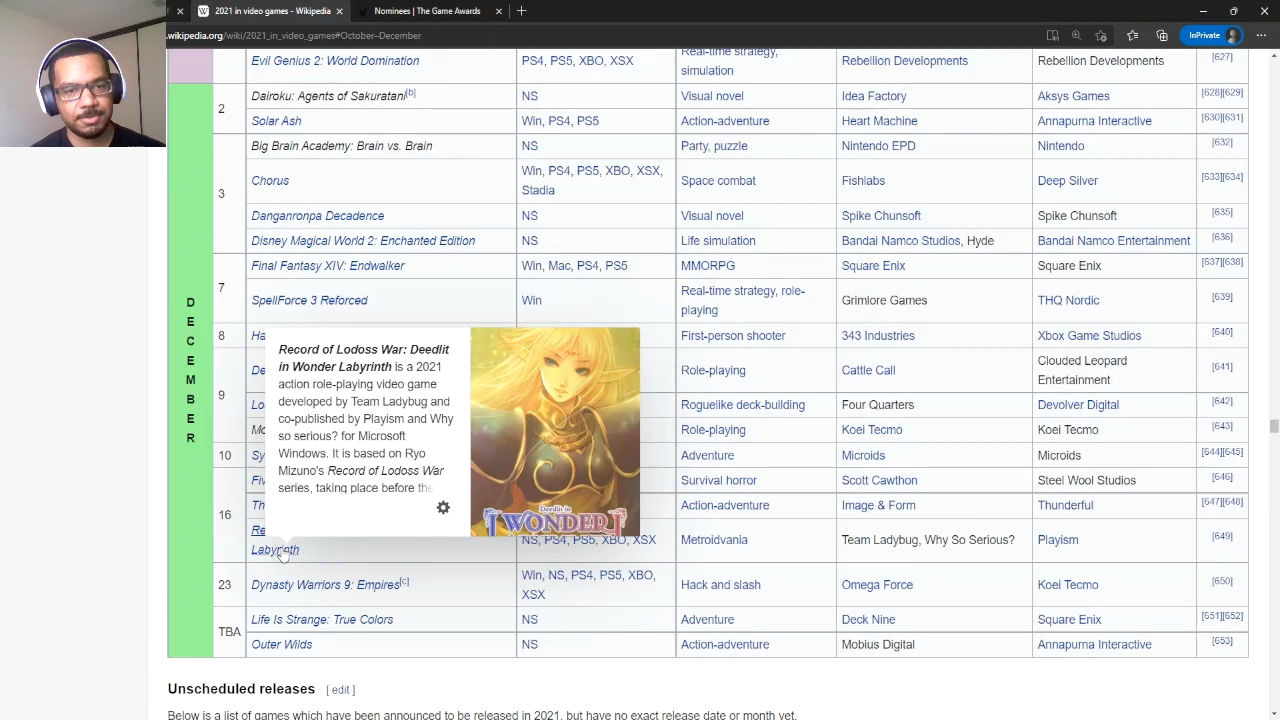 2021 in video games - Wikipedia
Nominees | The Game Awards
.wikipedia.org/wiki/2021_in_video_games#October–December
InPrivate
Evil Genius 2: World Domination PS4, PS5, XBO, XSX Real-time strategy, simulation Rebellion Developments Rebellion Developments [627]
DECEMBER
2 Dairoku: Agents of Sakuratani[b] NS Visual novel Idea Factory Aksys Games [628][629]
Solar Ash Win, PS4, PS5 Action-adventure Heart Machine Annapurna Interactive [630][631]
3 Big Brain Academy: Brain vs. Brain NS Party, puzzle Nintendo EPD Nintendo [632]
Chorus Win, PS4, PS5, XBO, XSX, Stadia Space combat Fishlabs Deep Silver [633][634]
Danganronpa Decadence NS Visual novel Spike Chunsoft Spike Chunsoft [635]
Disney Magical World 2: Enchanted Edition NS Life simulation Bandai Namco Studios, Hyde Bandai Namco Entertainment [636]
7 Final Fantasy XIV: Endwalker Win, Mac, PS4, PS5 MMORPG Square Enix Square Enix [637][638]
SpellForce 3 Reforced Win Real-time strategy, role-playing Grimlore Games THQ Nordic [639]
8 Ha First-person shooter 343 Industries Xbox Game Studios [640]
9 De Role-playing Cattle Call Clouded Leopard Entertainment [641]
Lo Roguelike deck-building Four Quarters Devolver Digital [642]
Mo Role-playing Koei Tecmo Koei Tecmo [643]
10 Sy Adventure Microids Microids [644][645]
Fiv Survival horror Scott Cawthon Steel Wool Studios [646]
16 Th Action-adventure Image & Form Thunderful [647][648]
Re Labyrinth NS, PS4, PS5, XBO, XSX Metroidvania Team Ladybug, Why So Serious? Playism [649]
23 Dynasty Warriors 9: Empires[c] Win, NS, PS4, PS5, XBO, XSX Hack and slash Omega Force Koei Tecmo [650]
TBA Life Is Strange: True Colors NS Adventure Deck Nine Square Enix [651][652]
Outer Wilds NS Action-adventure Mobius Digital Annapurna Interactive [653]
Record of Lodoss War: Deedlit
in Wonder Labyrinth is a 2021
action role-playing video game
developed by Team Ladybug and
co-published by Playism and Why
so serious? for Microsoft
Windows. It is based on Ryo
Mizuno's Record of Lodoss War
series, taking place before the
Deedlit in
WONDER
Unscheduled releases [ edit ]
Below is a list of games which have been announced to be released in 2021, but have no exact release date or month yet.